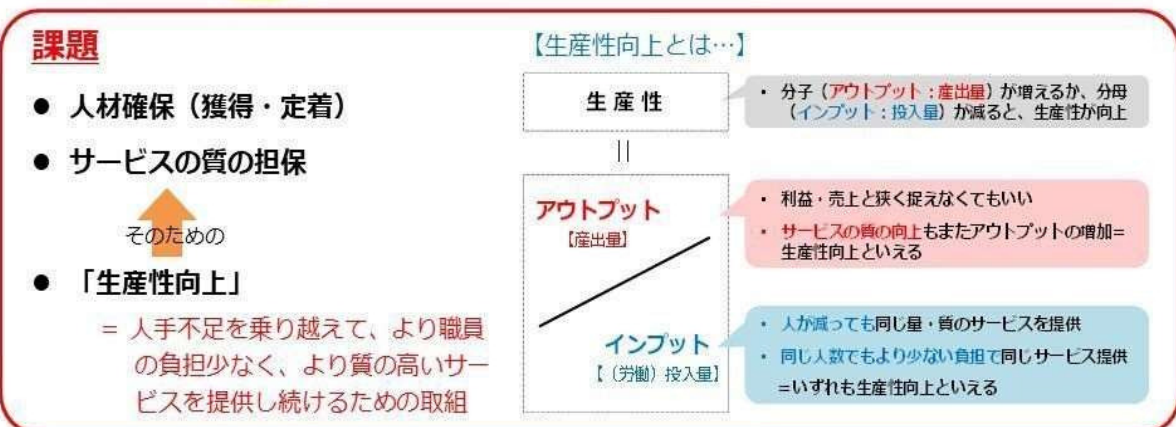 課題
● 人材確保（獲得・定着）
● サービスの質の担保
そのための
● 「生産性向上」
= 人手不足を乗り越えて、より職員
の負担少なく、より質の高いサー
ビスを提供し続けるための取組
【生産性向上とは…】
生産性
・ 分子（アウトプット：産出量）が増えるか、分母
（インプット：投入量）が減ると、生産性が向上
||
アウトプット
【産出量】
・ 利益・売上と狭く捉えなくてもいい
・ サービスの質の向上もまたアウトプットの増加=
生産性向上といえる
インプット
【（労働）投入量】
・ 人が減っても同じ量・質のサービスを提供
・ 同じ人数でもより少ない負担で同じサービス提供
=いずれも生産性向上といえる